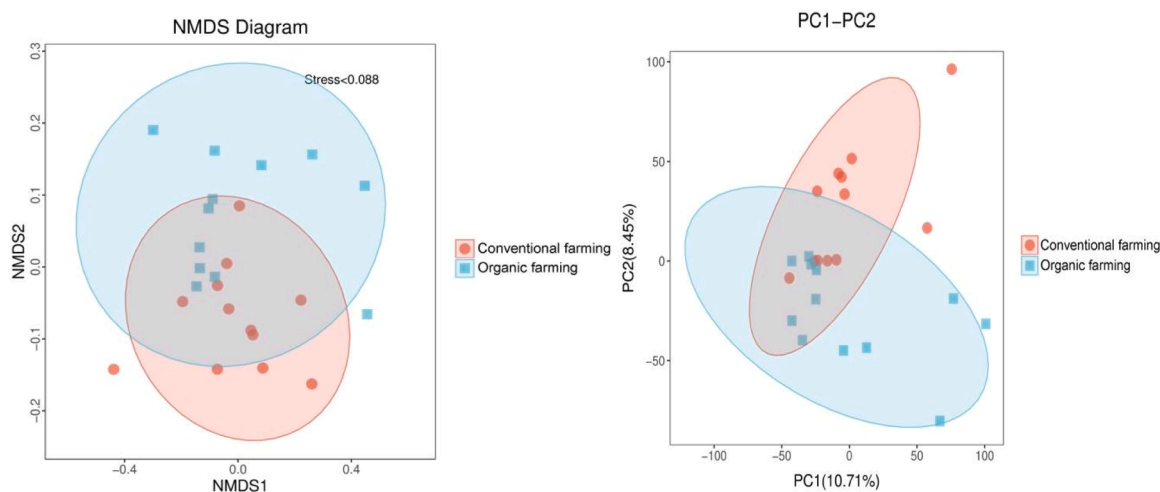 NMDS Diagram
Stress<0.088
0.3
0.2
0.1
0.0
−0.1
−0.2
NMDS2
−0.4
0.0
0.4
NMDS1
Conventional farming
Organic farming
PC1−PC2
100
50
0
−50
PC2(8.45%)
−100
−50
0
50
100
PC1(10.71%)
Conventional farming
Organic farming